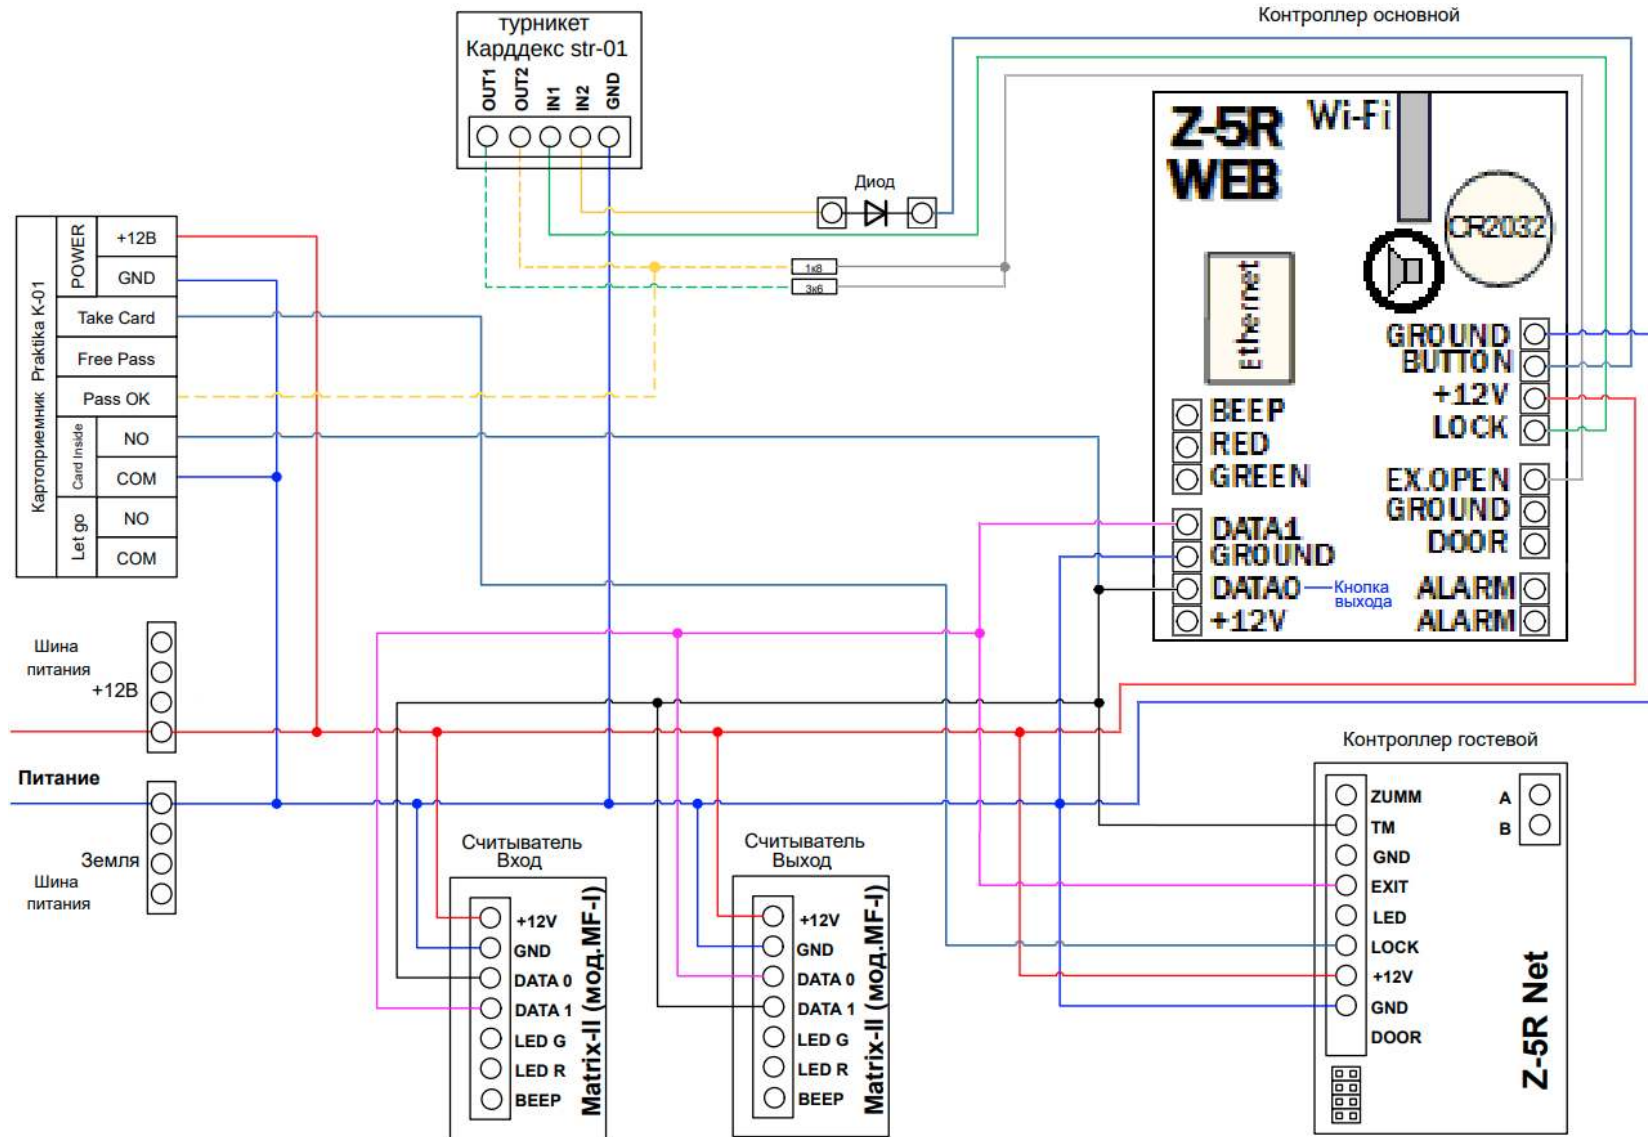 Контроллер основной
турникет
Карддекс str-01
OUT1
OUT2
IN1
IN2
GND
Диод
1к8
3к6
Картоприемник Praktika K-01
POWER
+12В
GND
Take Card
Free Pass
Pass OK
Card Inside
NO
COM
Let go
NO
COM
Z-5R
WEB
Wi-Fi
CR2032
Ethernet
BEEP
RED
GREEN
DATA1
GROUND
DATA0
+12V
Кнопка
выхода
GROUND
BUTTON
+12V
LOCK
EX.OPEN
GROUND
DOOR
ALARM
ALARM
Шина
питания
+12В
Питание
Земля
Шина
питания
Считыватель
Вход
+12V
GND
DATA 0
DATA 1
LED G
LED R
BEEP
Matrix-II (мод.MF-I)
Считыватель
Выход
+12V
GND
DATA 0
DATA 1
LED G
LED R
BEEP
Matrix-II (мод.MF-I)
Контроллер гостевой
ZUMM
TM
GND
EXIT
LED
LOCK
+12V
GND
DOOR
A
B
Z-5R Net